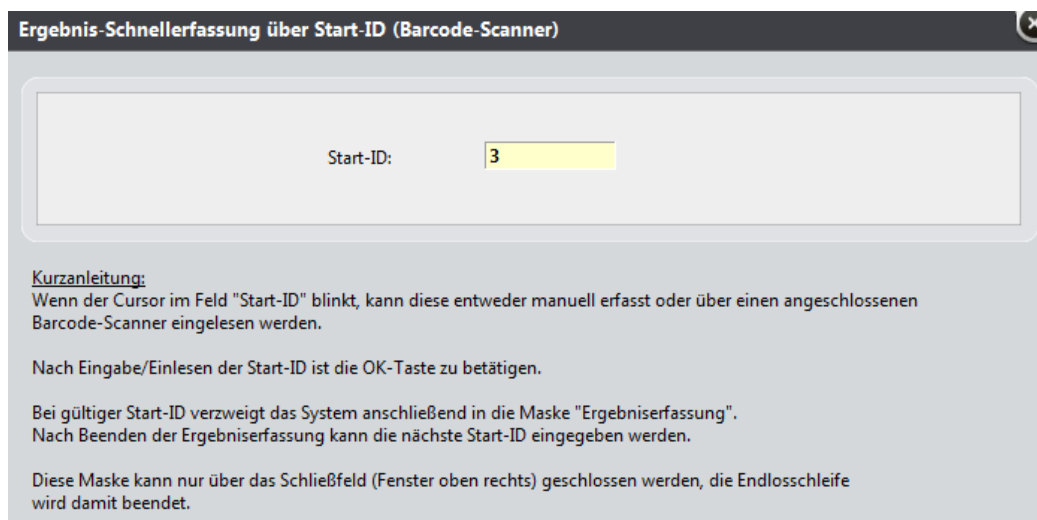 Ergebnis-Schnellerfassung über Start-ID (Barcode-Scanner)
Start-ID: 3
Kurzanleitung:
Wenn der Cursor im Feld "Start-ID" blinkt, kann diese entweder manuell erfasst oder über einen angeschlossenen
Barcode-Scanner eingelesen werden.
Nach Eingabe/Einlesen der Start-ID ist die OK-Taste zu betätigen.
Bei gültiger Start-ID verzweigt das System anschließend in die Maske "Ergebniserfassung".
Nach Beenden der Ergebniserfassung kann die nächste Start-ID eingegeben werden.
Diese Maske kann nur über das Schließfeld (Fenster oben rechts) geschlossen werden, die Endlosschleife
wird damit beendet.